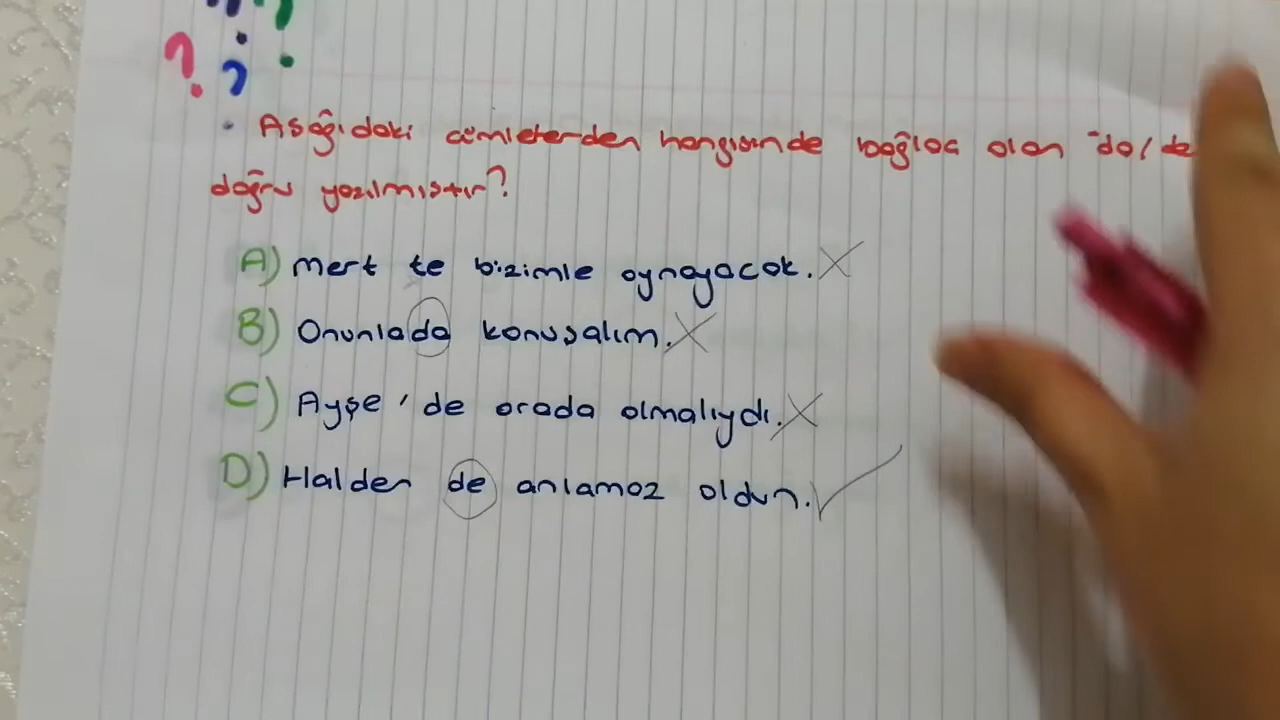 Aşağıdaki cümlelerden hangisinde bağlaç olan "da/de
doğru yazılmıştır?
A) Mert te bizimle oynayacak.
B) Onunlada konuşalım.
C) Ayşe'de orada olmalıydı.
D) Halden de anlamaz oldun.